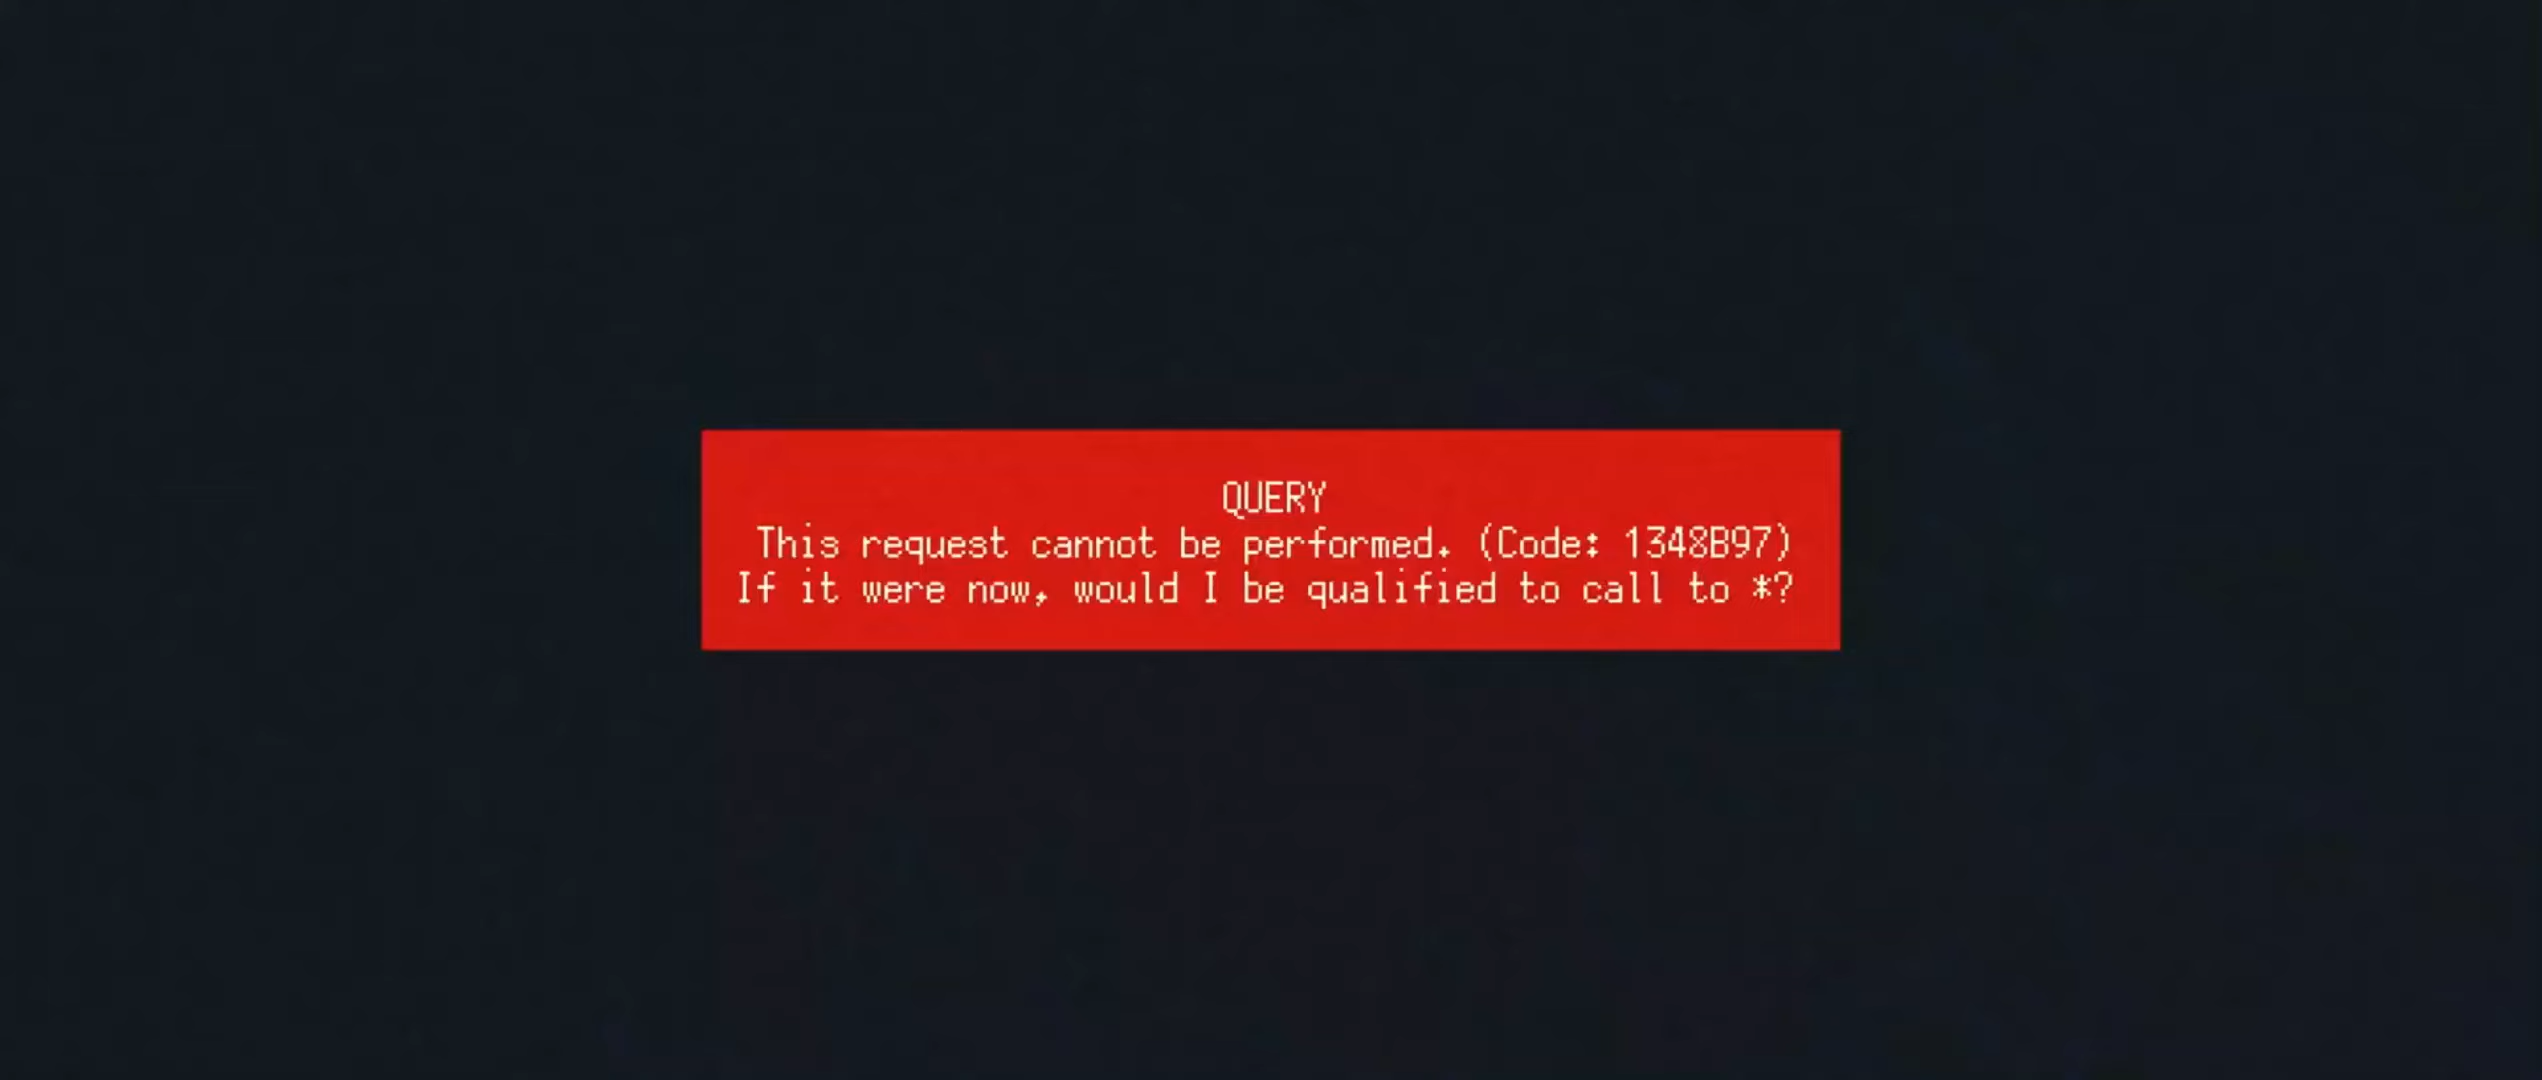 QUERY
This request cannot be performed. (Code: 1348B97)
If it were now, would I be qualified to call to *?